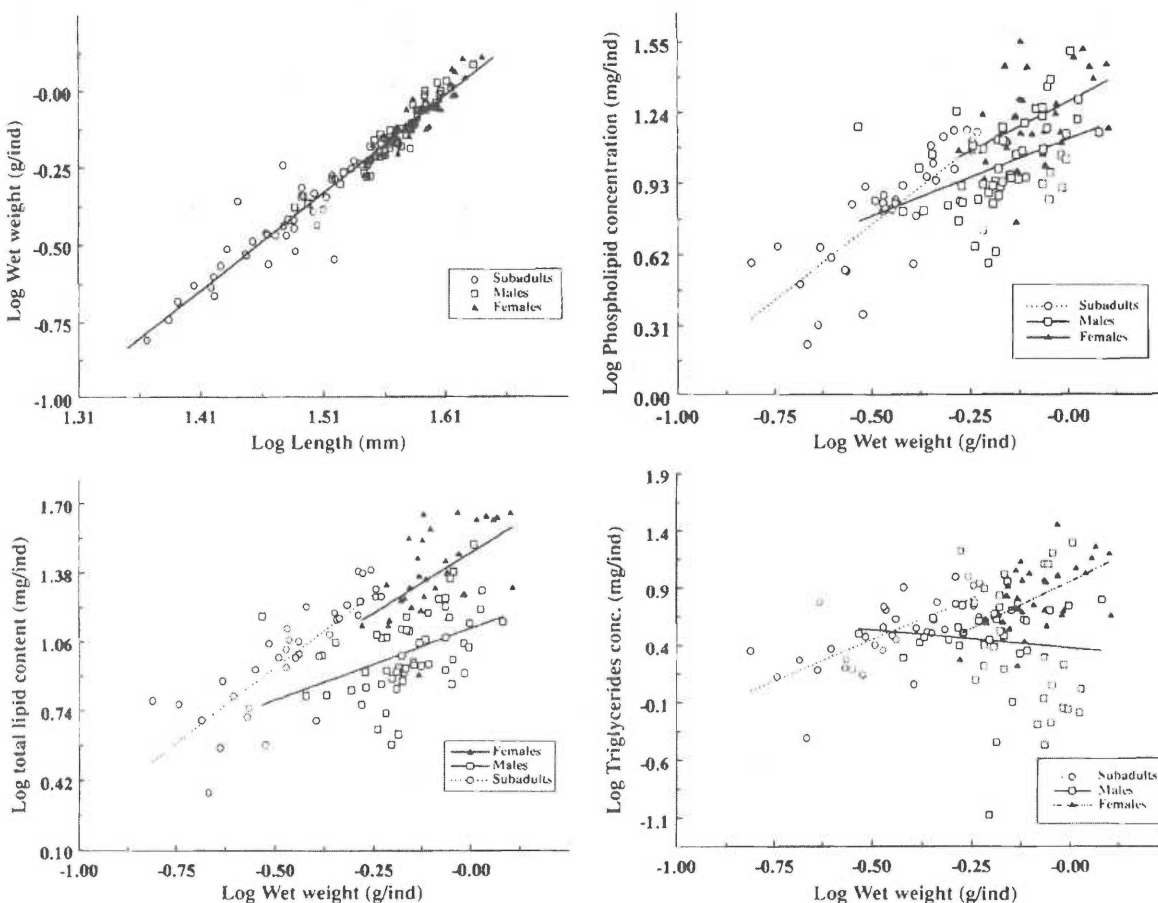 Log Wet weight (g/ind)
-0.00
-0.25
-0.50
-0.75
-1.00
1.31 1.41 1.51 1.61
Log Length (mm)
Subadults
Males
Females
Log Phospholipid concentration (mg/ind)
1.55
1.24
0.93
0.62
0.31
0.00
-1.00 -0.75 -0.50 -0.25 -0.00
Log Wet weight (g/ind)
Subadults
Males
Females
Log total lipid content (mg/ind)
1.70
1.38
1.06
0.74
0.42
0.10
-1.00 -0.75 -0.50 -0.25 -0.00
Log Wet weight (g/ind)
Females
Males
Subadults
Log Triglycerides conc. (mg/ind)
1.9
1.4
0.9
0.4
-0.1
-0.6
-1.1
-1.00 -0.75 -0.50 -0.25 -0.00
Log Wet weight (g/ind)
Subadults
Males
Females